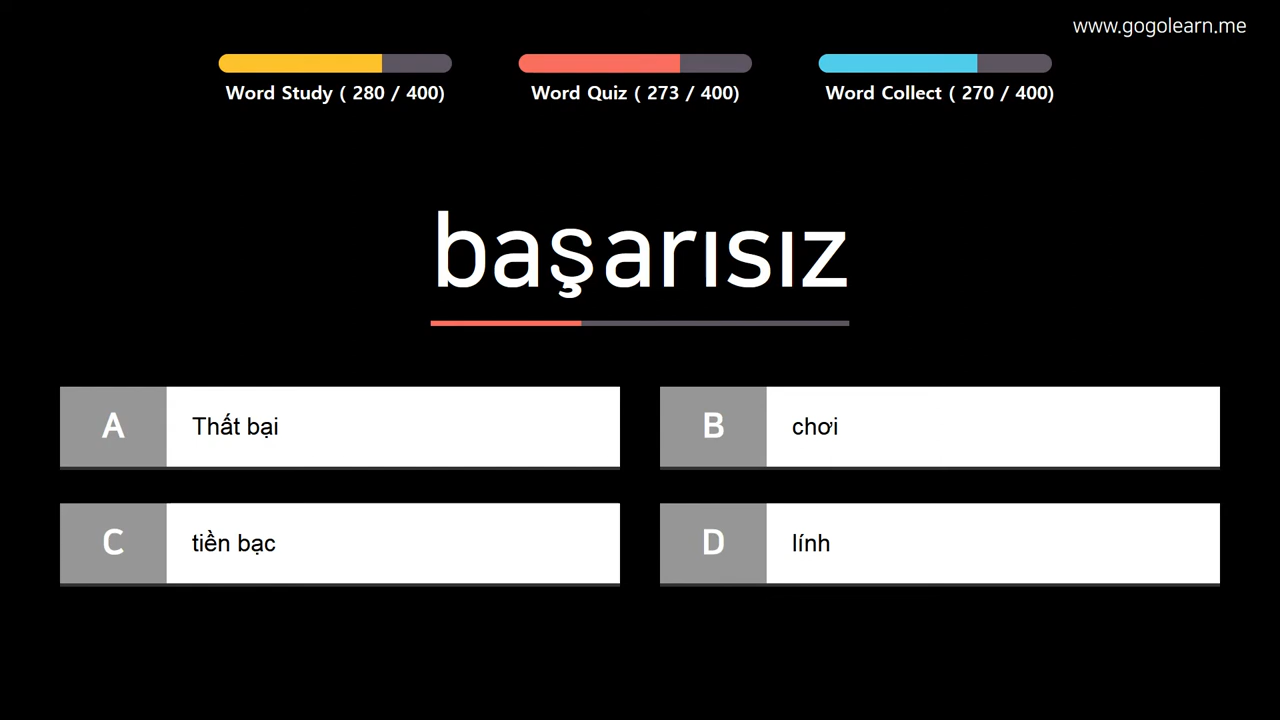 www.gogolearn.me
Word Study ( 280 / 400)
Word Quiz ( 273 / 400)
Word Collect ( 270 / 400)
başarısız
A Thất bại
B chơi
C tiền bạc
D lính